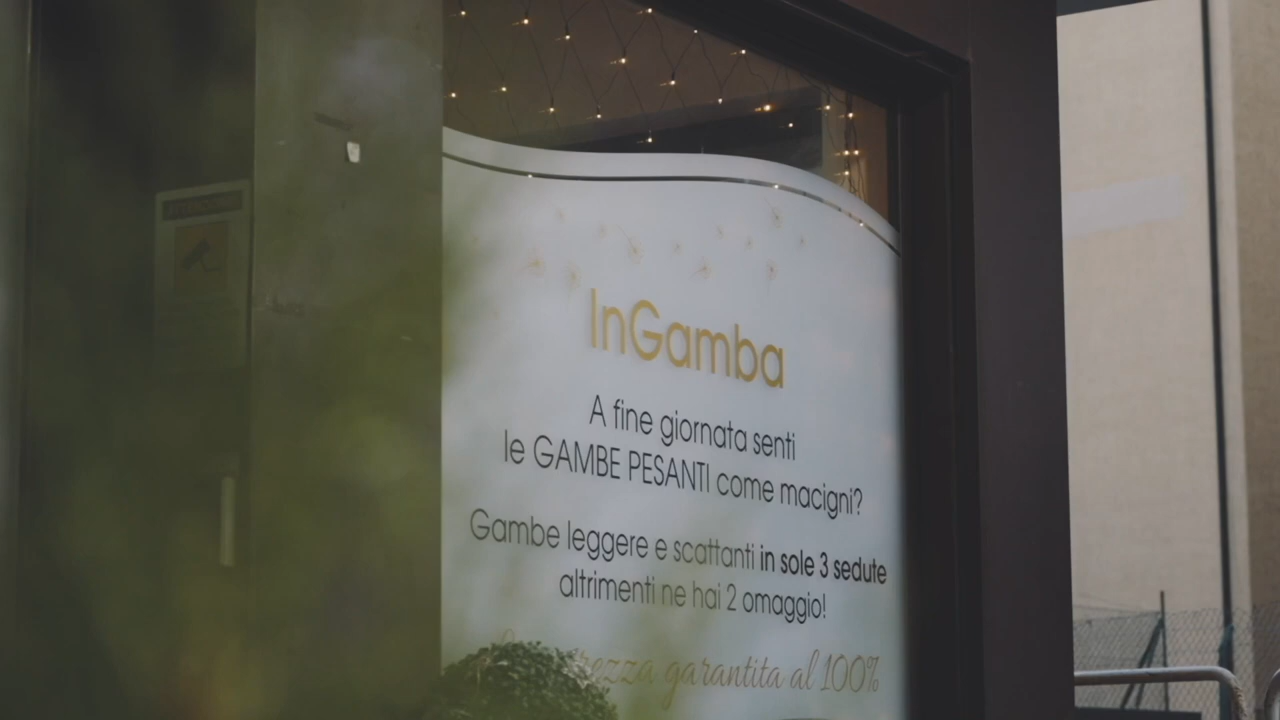 InGamba
A fine giornata senti
le GAMBE PESANTI come macigni?
Gambe leggere e scattanti in sole 3 sedute
altrimenti ne hai 2 omaggio!
garantita al 100%